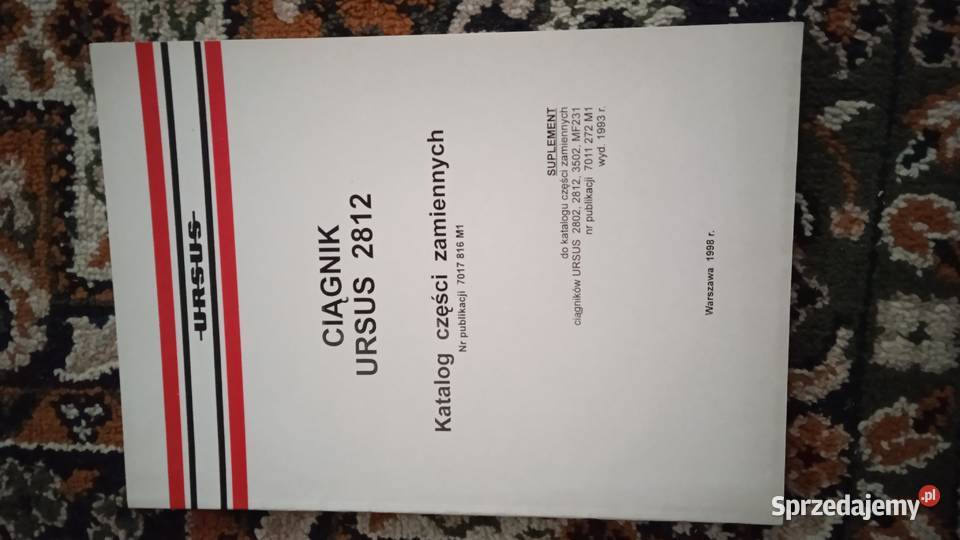 URSUS
CIĄGNIK
URSUS 2812
Katalog części zamiennych
Nr publikacji 7017 816 M1
SUPLEMENT
do katalogu części zamiennych
ciągników URSUS 2802, 2812, 3502, MF231
nr publikacji 7011 272 M1
wyd. 1993 r.
Warszawa 1998 r.
Sprzedajemy.pl